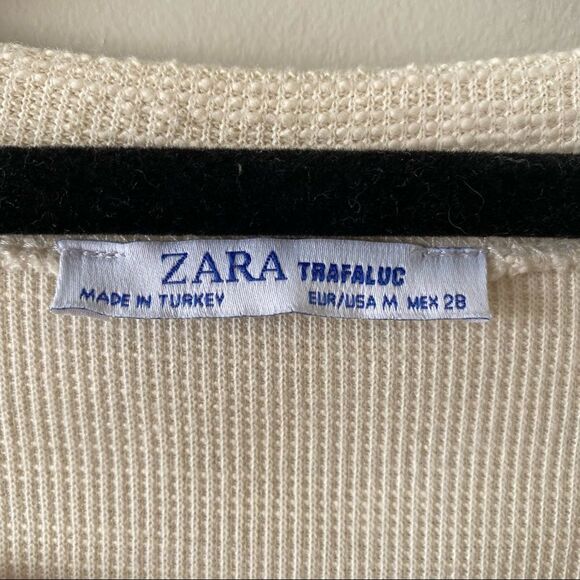 ZARA TRAFALUC
MADE IN TURKEY EUR/USA M MEX 28